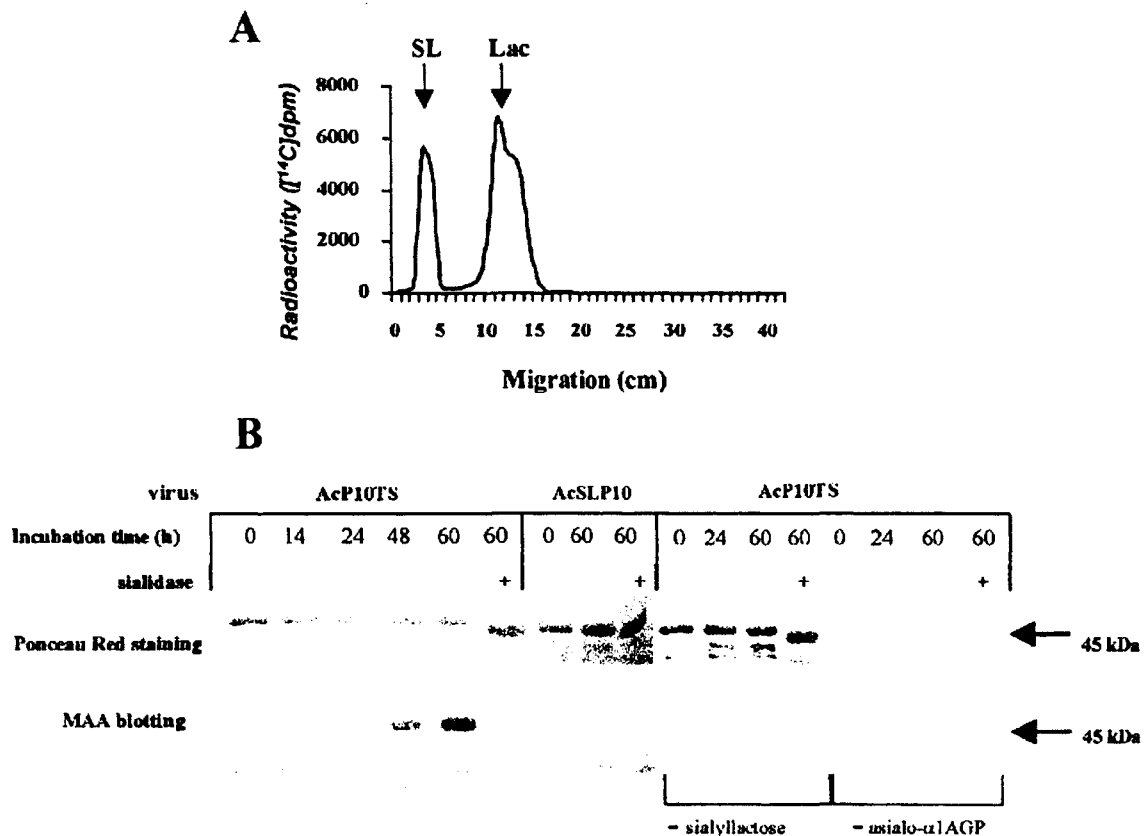 A
SL Lac
8000
6000
4000
2000
0
Radioactivity ([¹⁴C]dpm)
0 5 10 15 20 25 30 35 40
Migration (cm)
B
virus AcP10TS AcSLP10 AcP10TS
Incubation time (h) 0 14 24 48 60 60 0 60 60 0 24 60 60 0 24 60 60
sialidase + + + +
Ponceau Red staining 45 kDa
MAA blotting 45 kDa
- sialyllactose - asialo-α1AGP